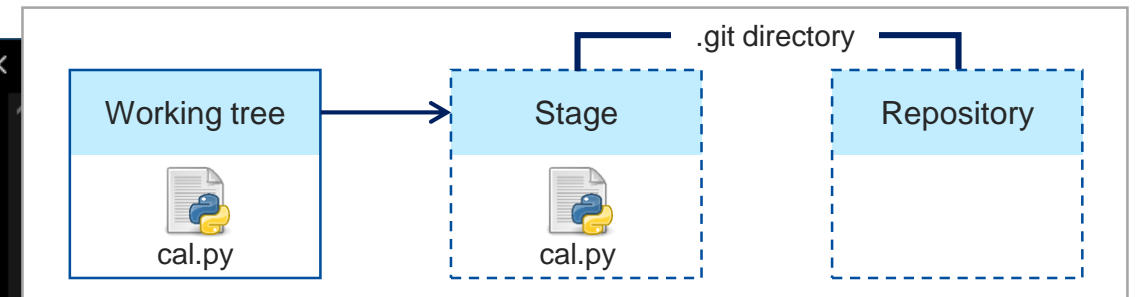 .git directory
Working tree
Stage
Repository
cal.py
cal.py